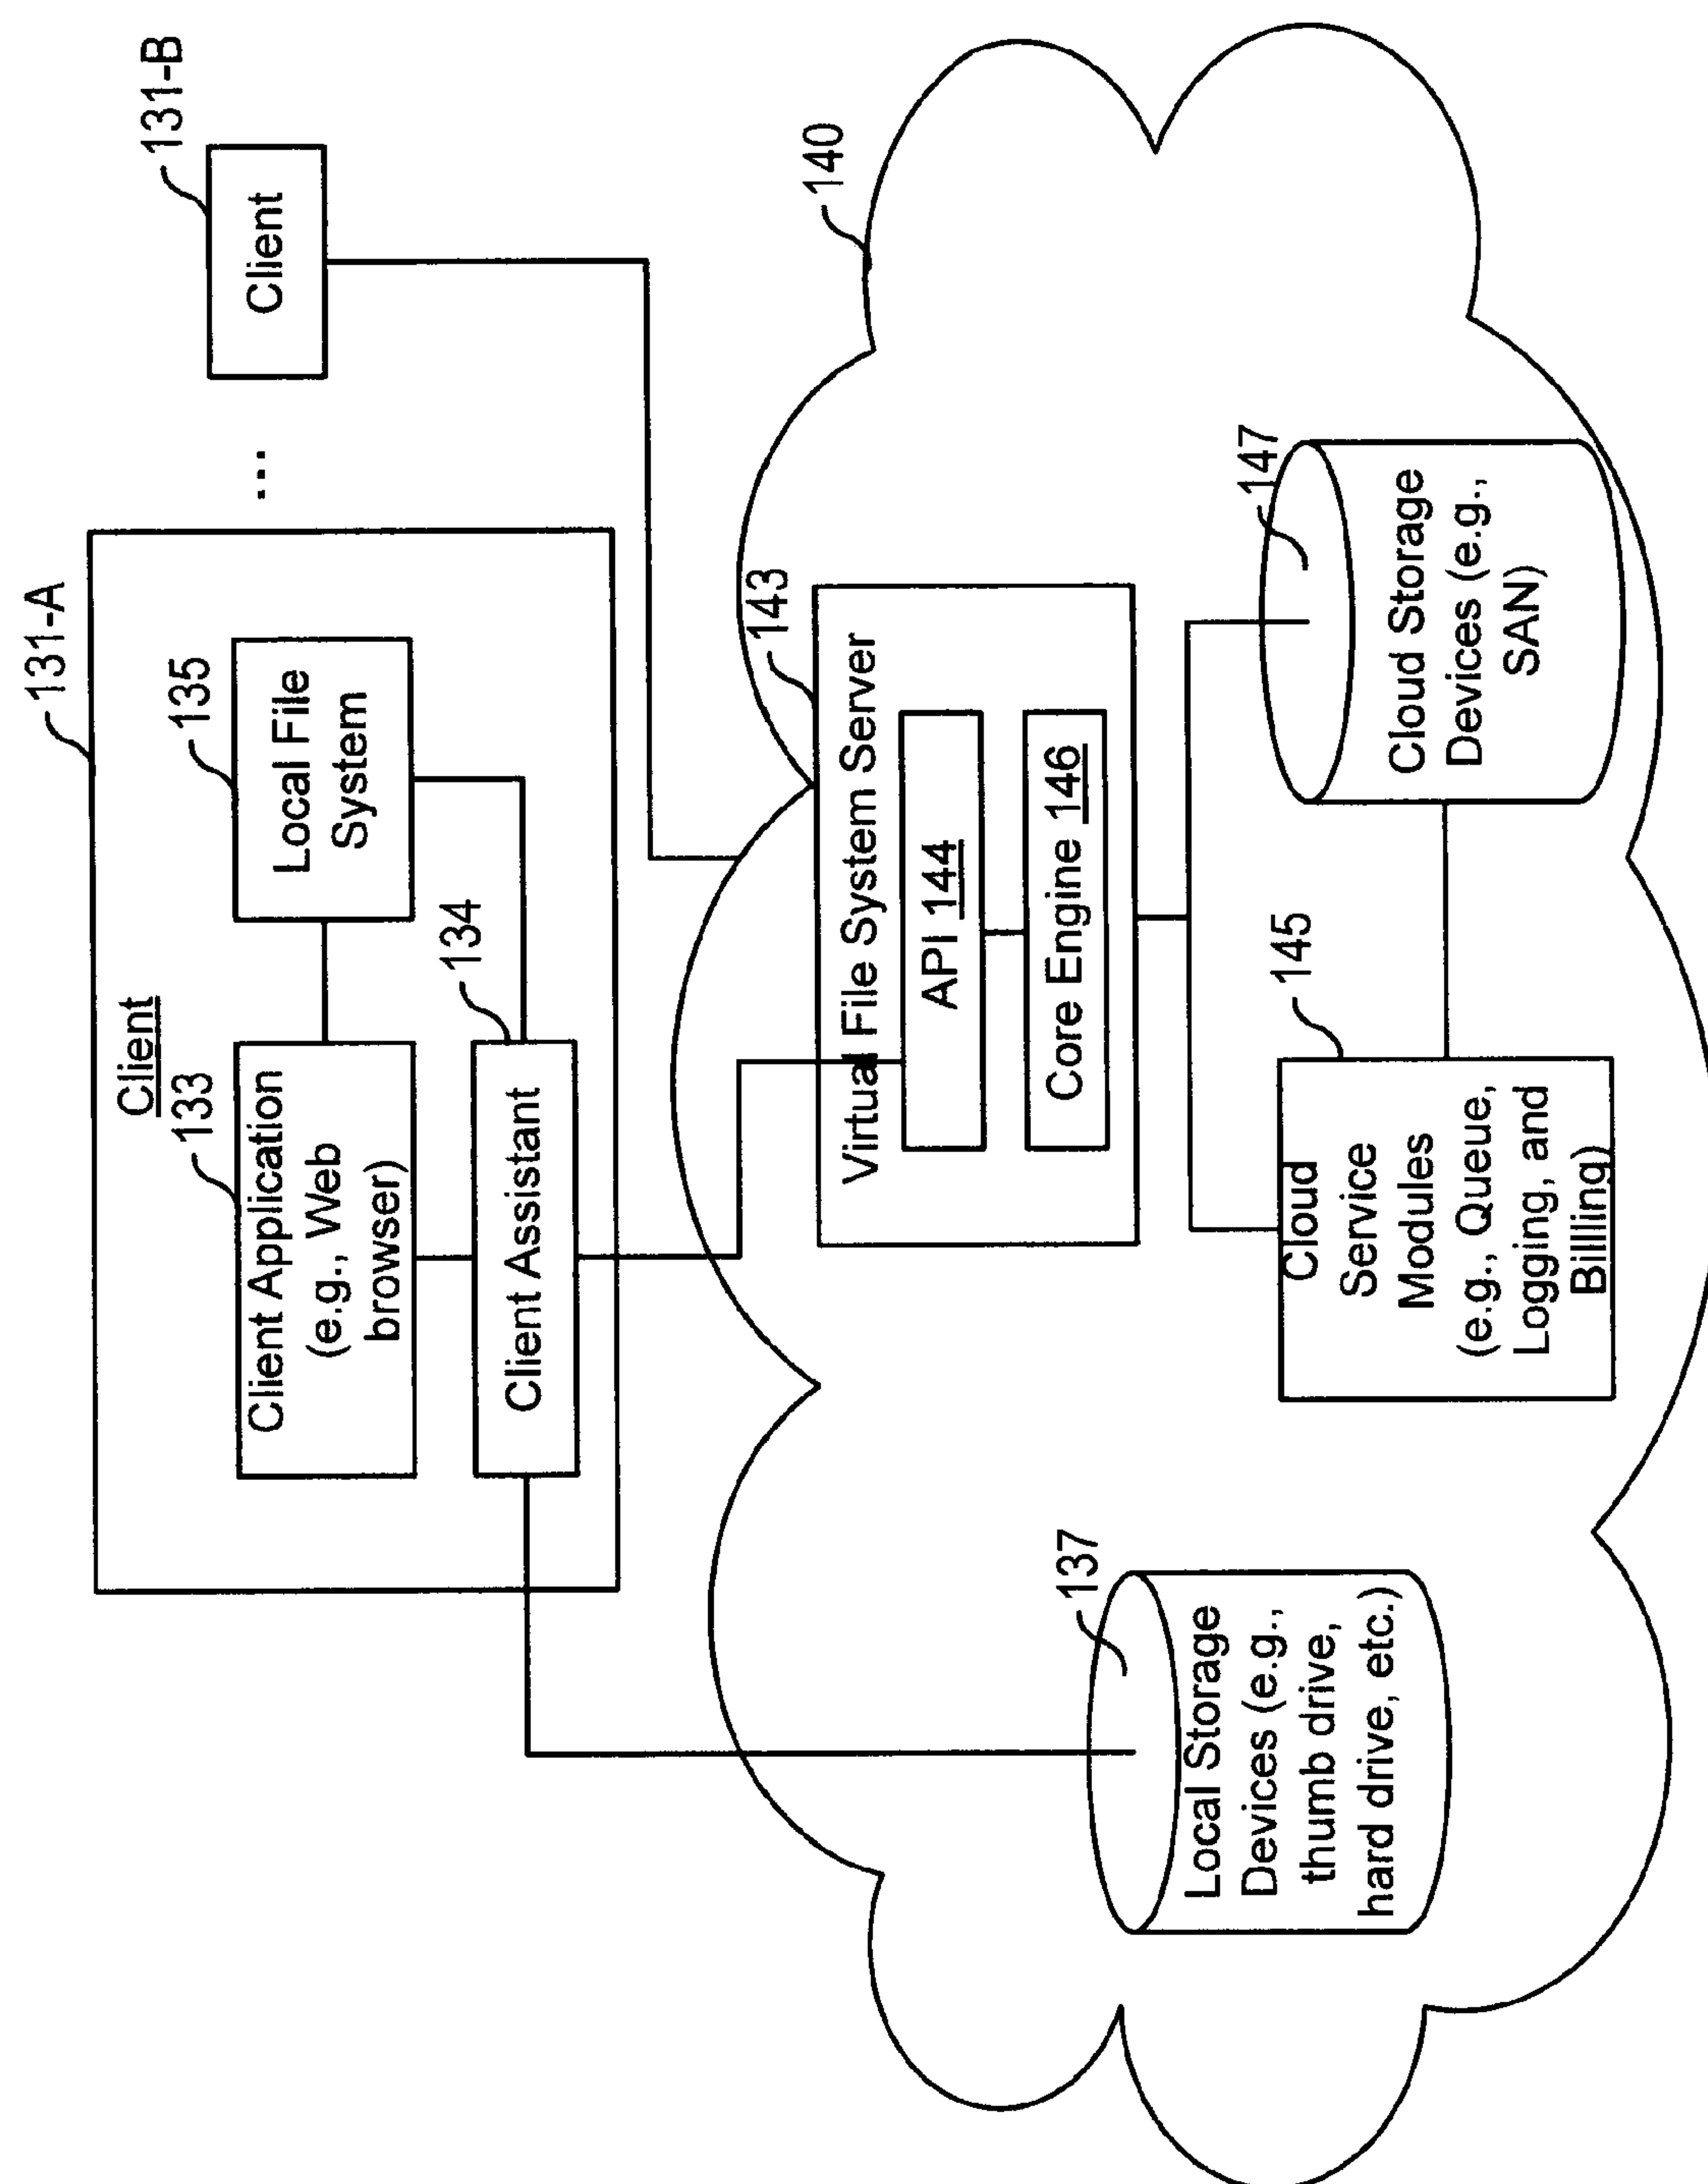 131-A
131-B
Client
133
Client Application
(e.g., Web
browser)
135
Local File
System
...
Client
134
Client Assistant
140
143
Virtual File System Server
API 144
Core Engine 146
137
Local Storage
Devices (e.g.,
thumb drive,
hard drive, etc.)
145
Cloud
Service
Modules
(e.g., Queue,
Logging, and
Billling)
147
Cloud Storage
Devices (e.g.,
SAN)